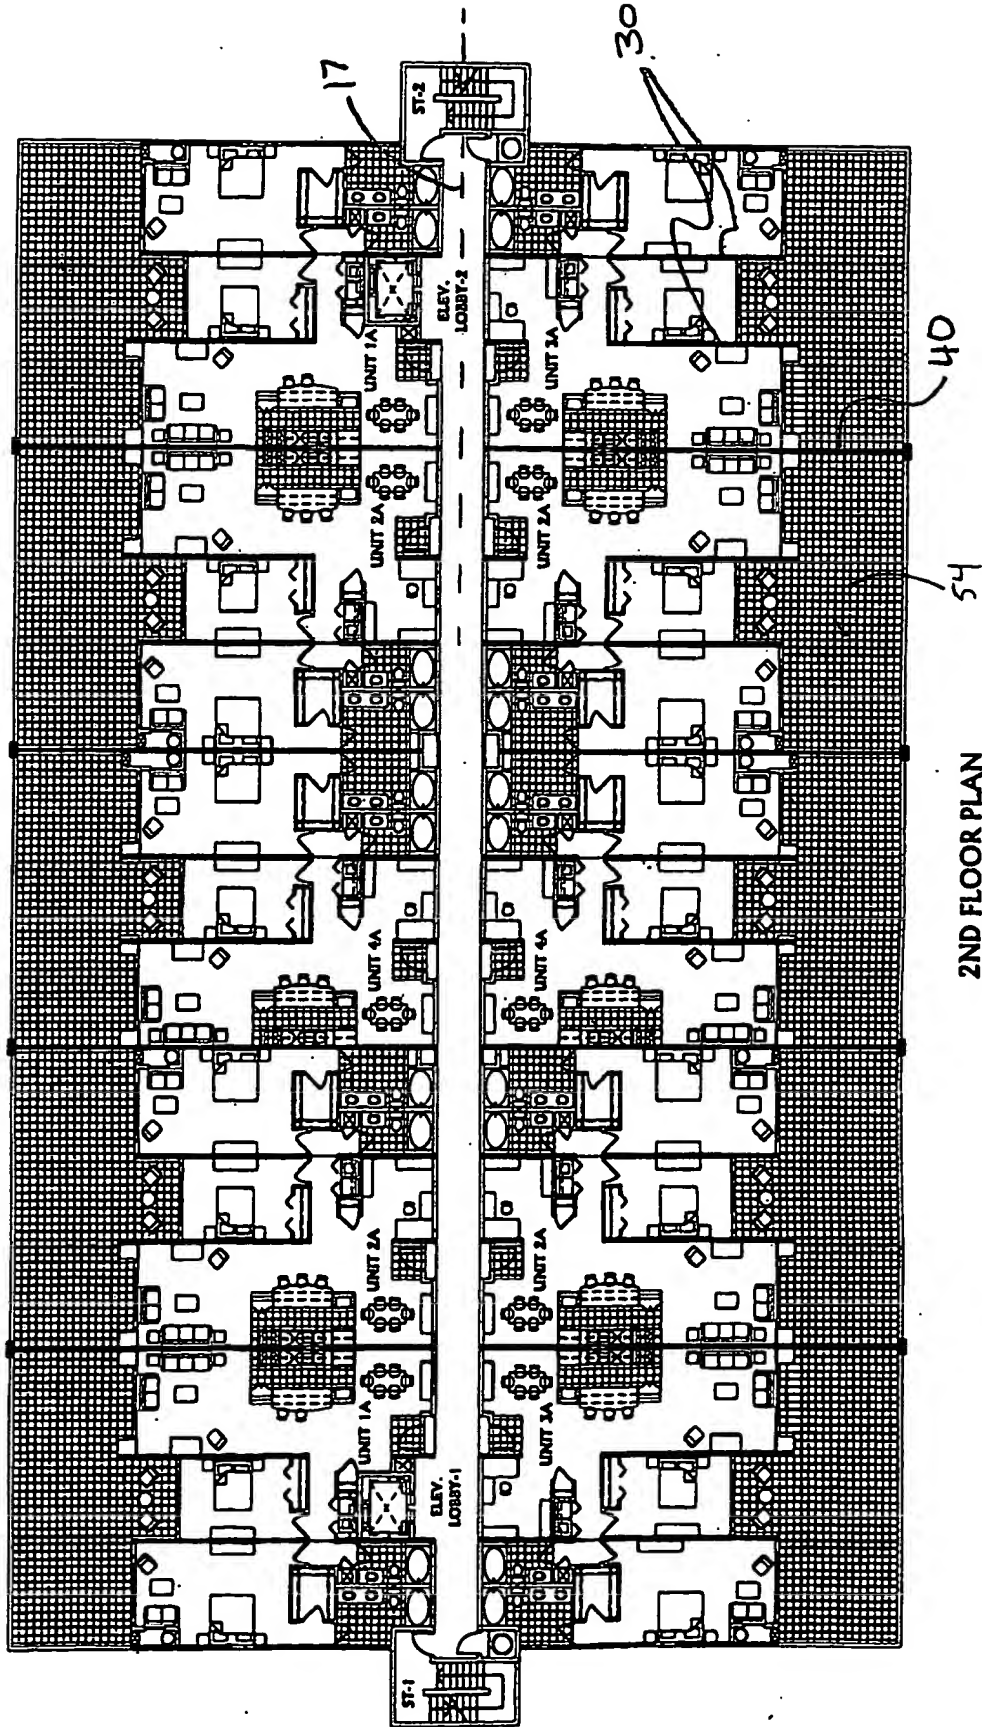 17
30
ST-2
ELEV.
LOBBY-2
UNIT 1A
UNIT 3A
40
UNIT 2A
UNIT 2A
54
UNIT 4A
UNIT 4A
UNIT 2A
UNIT 2A
UNIT 1A
UNIT 3A
ELEV.
LOBBY-1
ST-1
2ND FLOOR PLAN